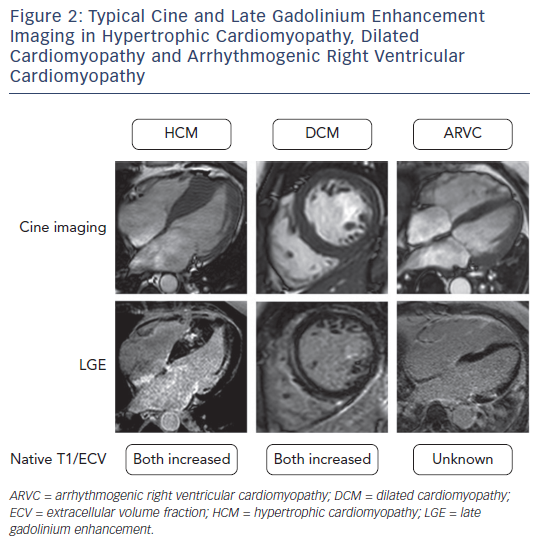 Figure 2: Typical Cine and Late Gadolinium Enhancement
Imaging in Hypertrophic Cardiomyopathy, Dilated
Cardiomyopathy and Arrhythmogenic Right Ventricular
Cardiomyopathy
HCM DCM ARVC
Cine imaging
LGE
Native T1/ECV Both increased Both increased Unknown
ARVC = arrhythmogenic right ventricular cardiomyopathy; DCM = dilated cardiomyopathy;
ECV = extracellular volume fraction; HCM = hypertrophic cardiomyopathy; LGE = late
gadolinium enhancement.